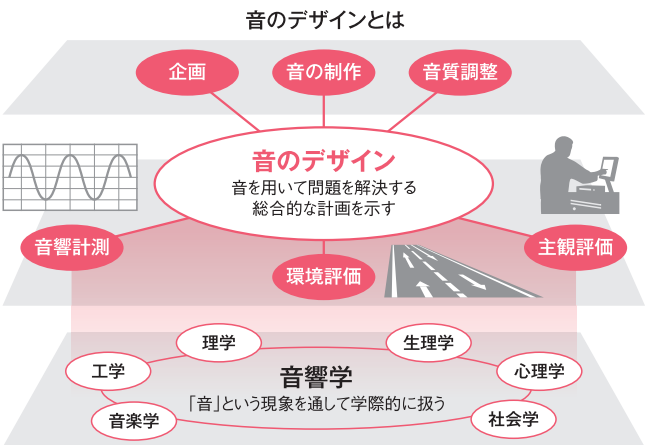 音のデザインとは
企画
音の制作
音質調整
音のデザイン
音を用いて問題を解決する
総合的な計画を示す
音響計測
環境評価
主観評価
理学
生理学
工学
音響学
心理学
「音」という現象を通して学際的に扱う
音楽学
社会学